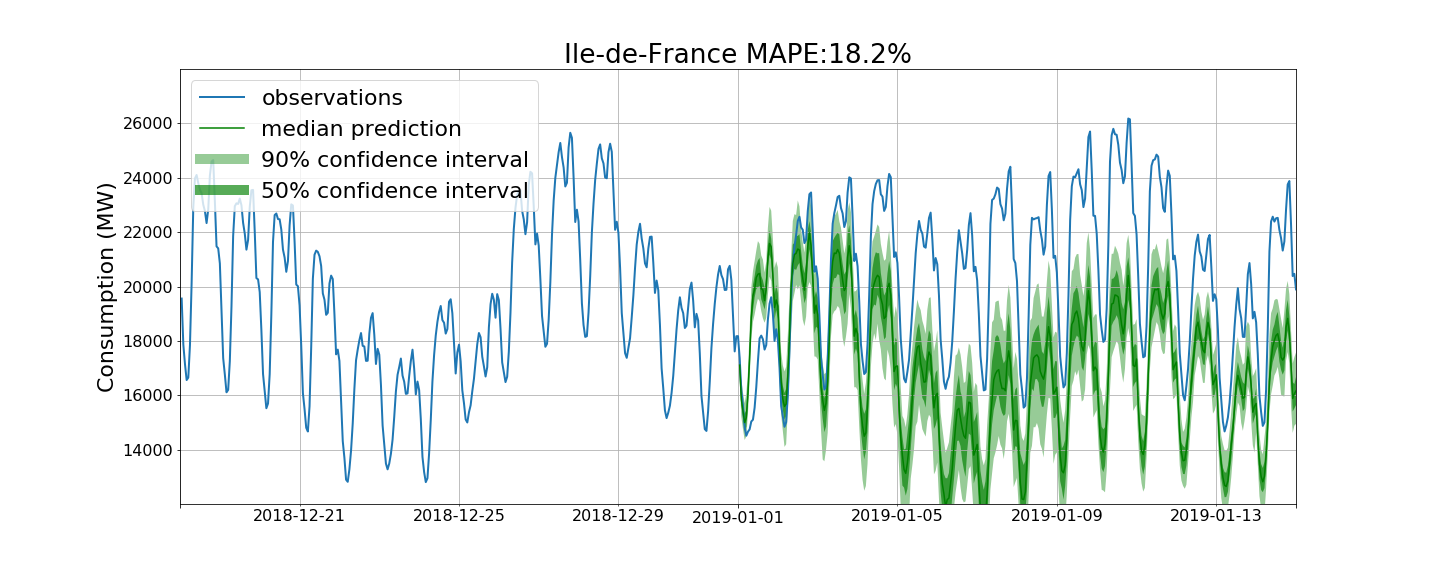 Ile-de-France MAPE:18.2%
observations
median prediction
90% confidence interval
50% confidence interval
Consumption (MW)
26000
24000
22000
20000
18000
16000
14000
2018-12-21
2018-12-25
2018-12-29
2019-01-01
2019-01-05
2019-01-09
2019-01-13